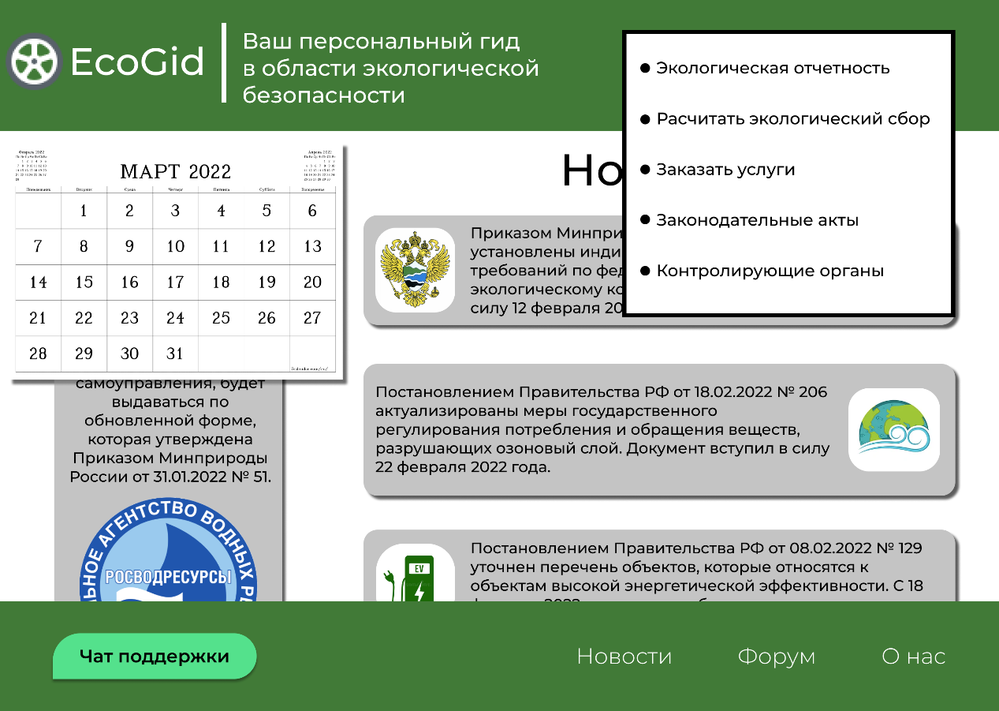 EcoGid
Ваш персональный гид
в области экологической
безопасности
Экологическая отчетность
Расчитать экологический сбор
Заказать услуги
Законодательные акты
Контролирующие органы
Февраль 2022
Апрель 2022
МАРТ 2022
Понедельник Вторник Среда Четверг Пятница Суббота Воскресенье
1 2 3 4 5 6
7 8 9 10 11 12 13
14 15 16 17 18 19 20
21 22 23 24 25 26 27
28 29 30 31
самоуправления, будет
выдаваться по
обновленной форме,
которая утверждена
Приказом Минприроды
России от 31.01.2022 № 51.
АГЕНТСТВО ВОДНЫХ
РОСВОДРЕСУРСЫ
Но
Приказом Минпри
установлены инди
требований по фед
экологическому ко
силу 12 февраля 20
Постановлением Правительства РФ от 18.02.2022 № 206
актуализированы меры государственного
регулирования потребления и обращения веществ,
разрушающих озоновый слой. Документ вступил в силу
22 февраля 2022 года.
EV
Постановлением Правительства РФ от 08.02.2022 № 129
уточнен перечень объектов, которые относятся к
объектам высокой энергетической эффективности. С 18
Чат поддержки
Новости
Форум
О нас